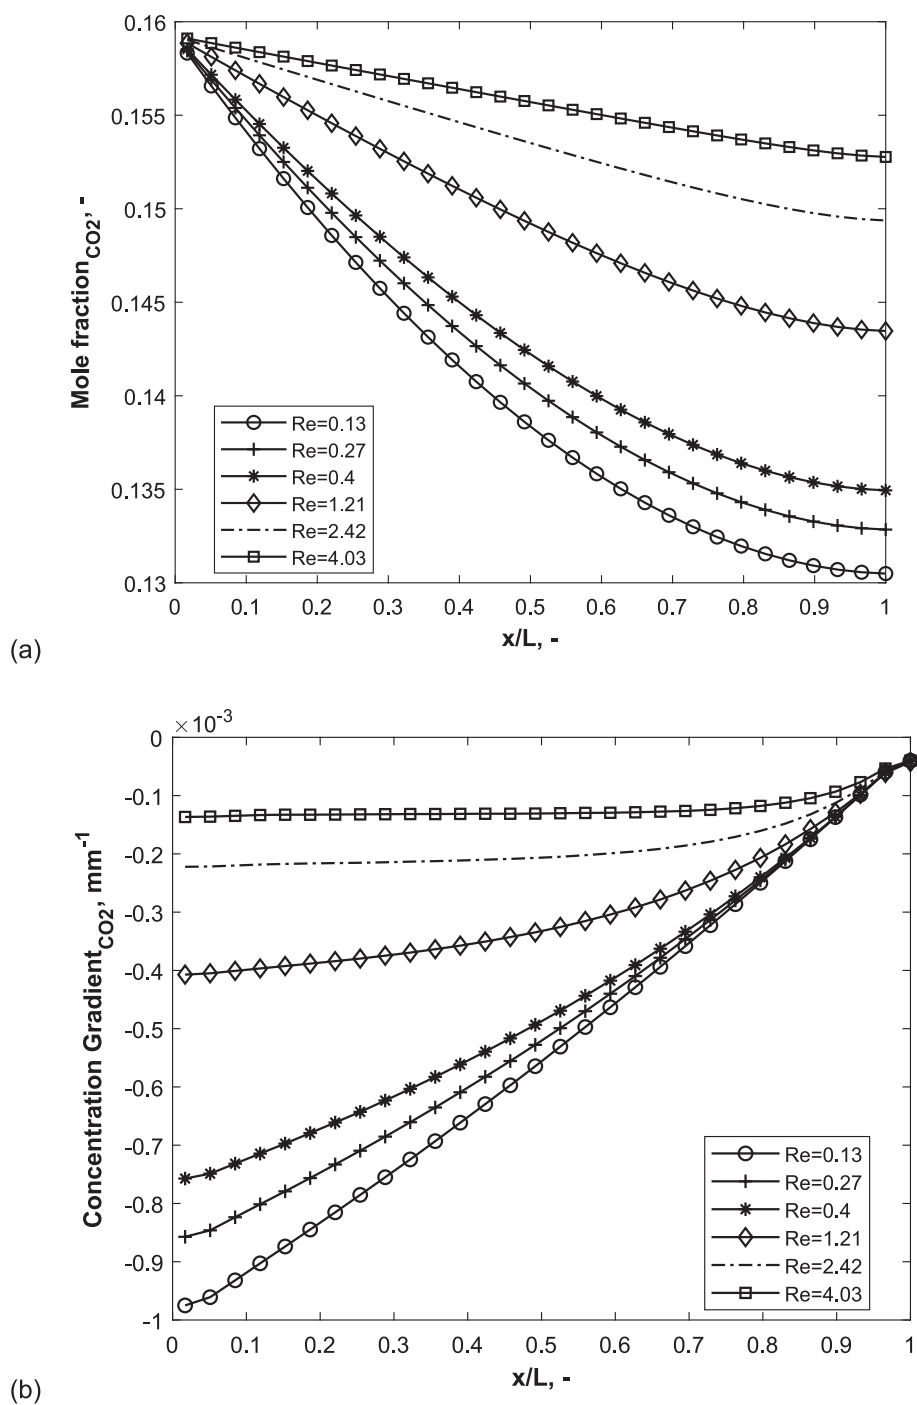 0.16
0.155
0.15
0.145
0.14
0.135
0.13
Mole fraction_CO2, -
Re=0.13
Re=0.27
Re=0.4
Re=1.21
Re=2.42
Re=4.03
0 0.1 0.2 0.3 0.4 0.5 0.6 0.7 0.8 0.9 1
x/L, -
(a)
×10^-3
0
-0.1
-0.2
-0.3
-0.4
-0.5
-0.6
-0.7
-0.8
-0.9
-1
Concentration Gradient_CO2, mm^-1
Re=0.13
Re=0.27
Re=0.4
Re=1.21
Re=2.42
Re=4.03
0 0.1 0.2 0.3 0.4 0.5 0.6 0.7 0.8 0.9 1
x/L, -
(b)